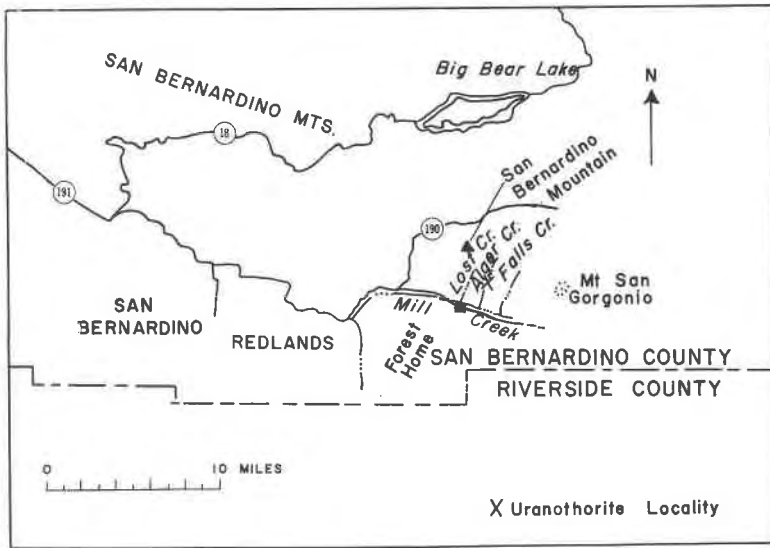 Big Bear Lake
SAN BERNARDINO MTS.
N
18
191
San
Bernardino
Mountain
190
Lost Cr.
Alger Cr.
Falls Cr.
Mt San
Gorgonio
SAN
BERNARDINO
REDLANDS
Mill
Creek
Forest
Home
SAN BERNARDINO COUNTY
RIVERSIDE COUNTY
0 10 MILES
X Uranothorite Locality